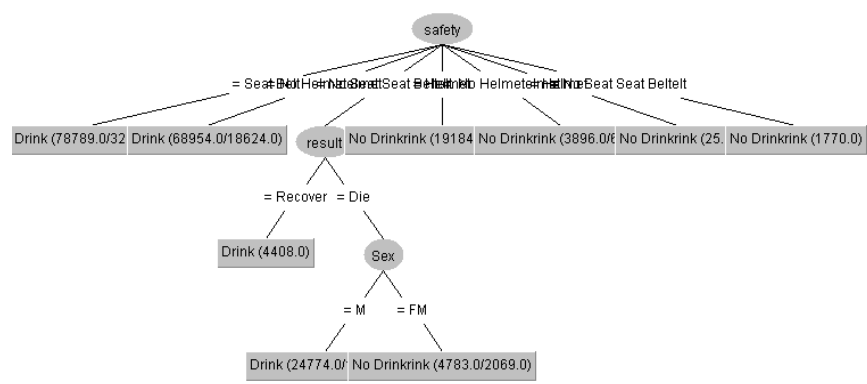 safety
= Seat Belt
Drink (78789.0/32
Drink (68954.0/18624.0)
result
No Drinkrink (19184
No Drinkrink (3896.0/
No Drinkrink (25.
No Drinkrink (1770.0)
= Recover
= Die
Drink (4408.0)
Sex
= M
= FM
Drink (24774.0/
No Drinkrink (4783.0/2069.0)